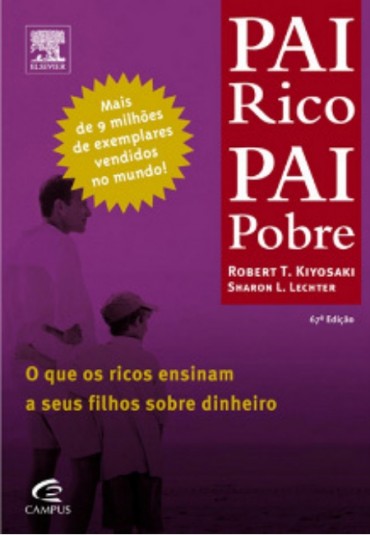 ELSEVIER
PAI
Rico
PAI
Pobre
Mais
de 9 milhões
de exemplares
vendidos
no mundo!
ROBERT T. KIYOSAKI
SHARON L. LECHTER
67ª Edição
O que os ricos ensinam
a seus filhos sobre dinheiro
CAMPUS